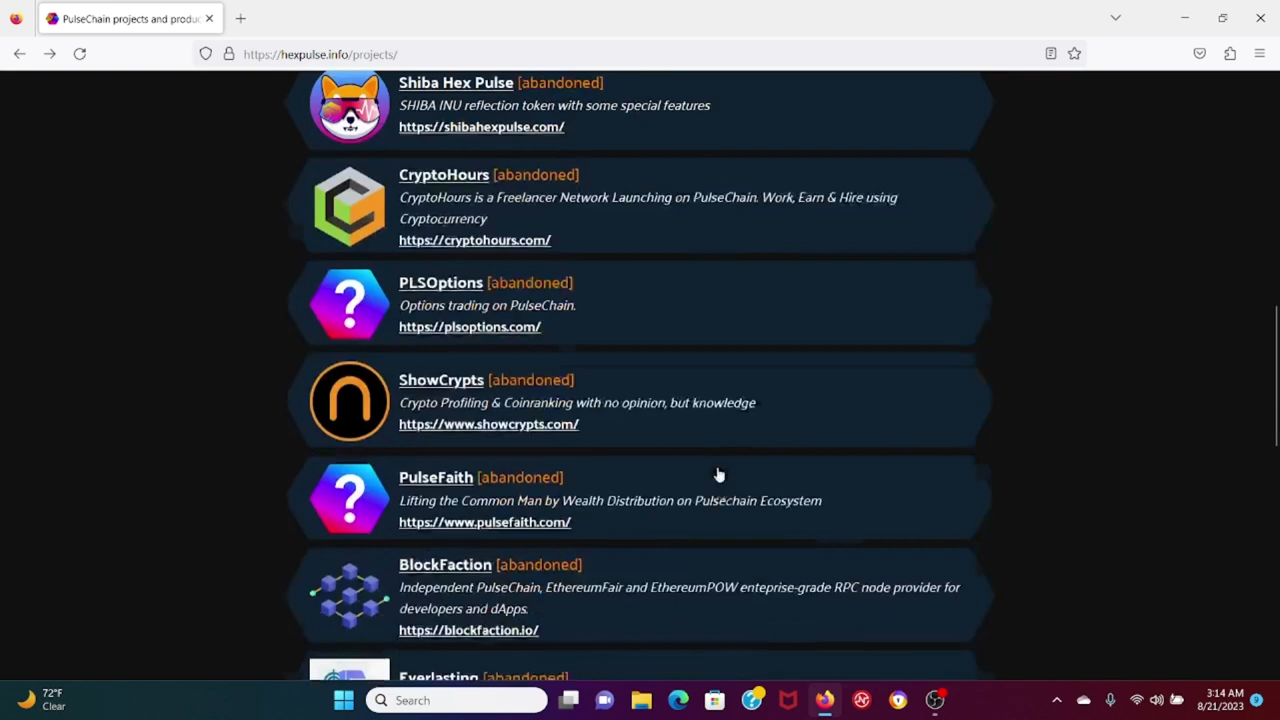 PulseChain projects and produc
https://hexpulse.info/projects/
Shiba Hex Pulse [abandoned]
SHIBA INU reflection token with some special features
https://shibahexpulse.com/
CryptoHours [abandoned]
CryptoHours is a Freelancer Network Launching on PulseChain. Work, Earn & Hire using
Cryptocurrency
https://cryptohours.com/
?
PLSOptions [abandoned]
Options trading on PulseChain.
https://plsoptions.com/
ShowCrypts [abandoned]
Crypto Profiling & Coinranking with no opinion, but knowledge
https://www.showcrypts.com/
?
PulseFaith [abandoned]
Lifting the Common Man by Wealth Distribution on Pulsechain Ecosystem
https://www.pulsefaith.com/
BlockFaction [abandoned]
Independent PulseChain, EthereumFair and EthereumPOW enteprise-grade RPC node provider for
developers and dApps.
https://blockfaction.io/
Everlasting [abandoned]
72°F
Clear
Search
3:14 AM
8/21/2023
9